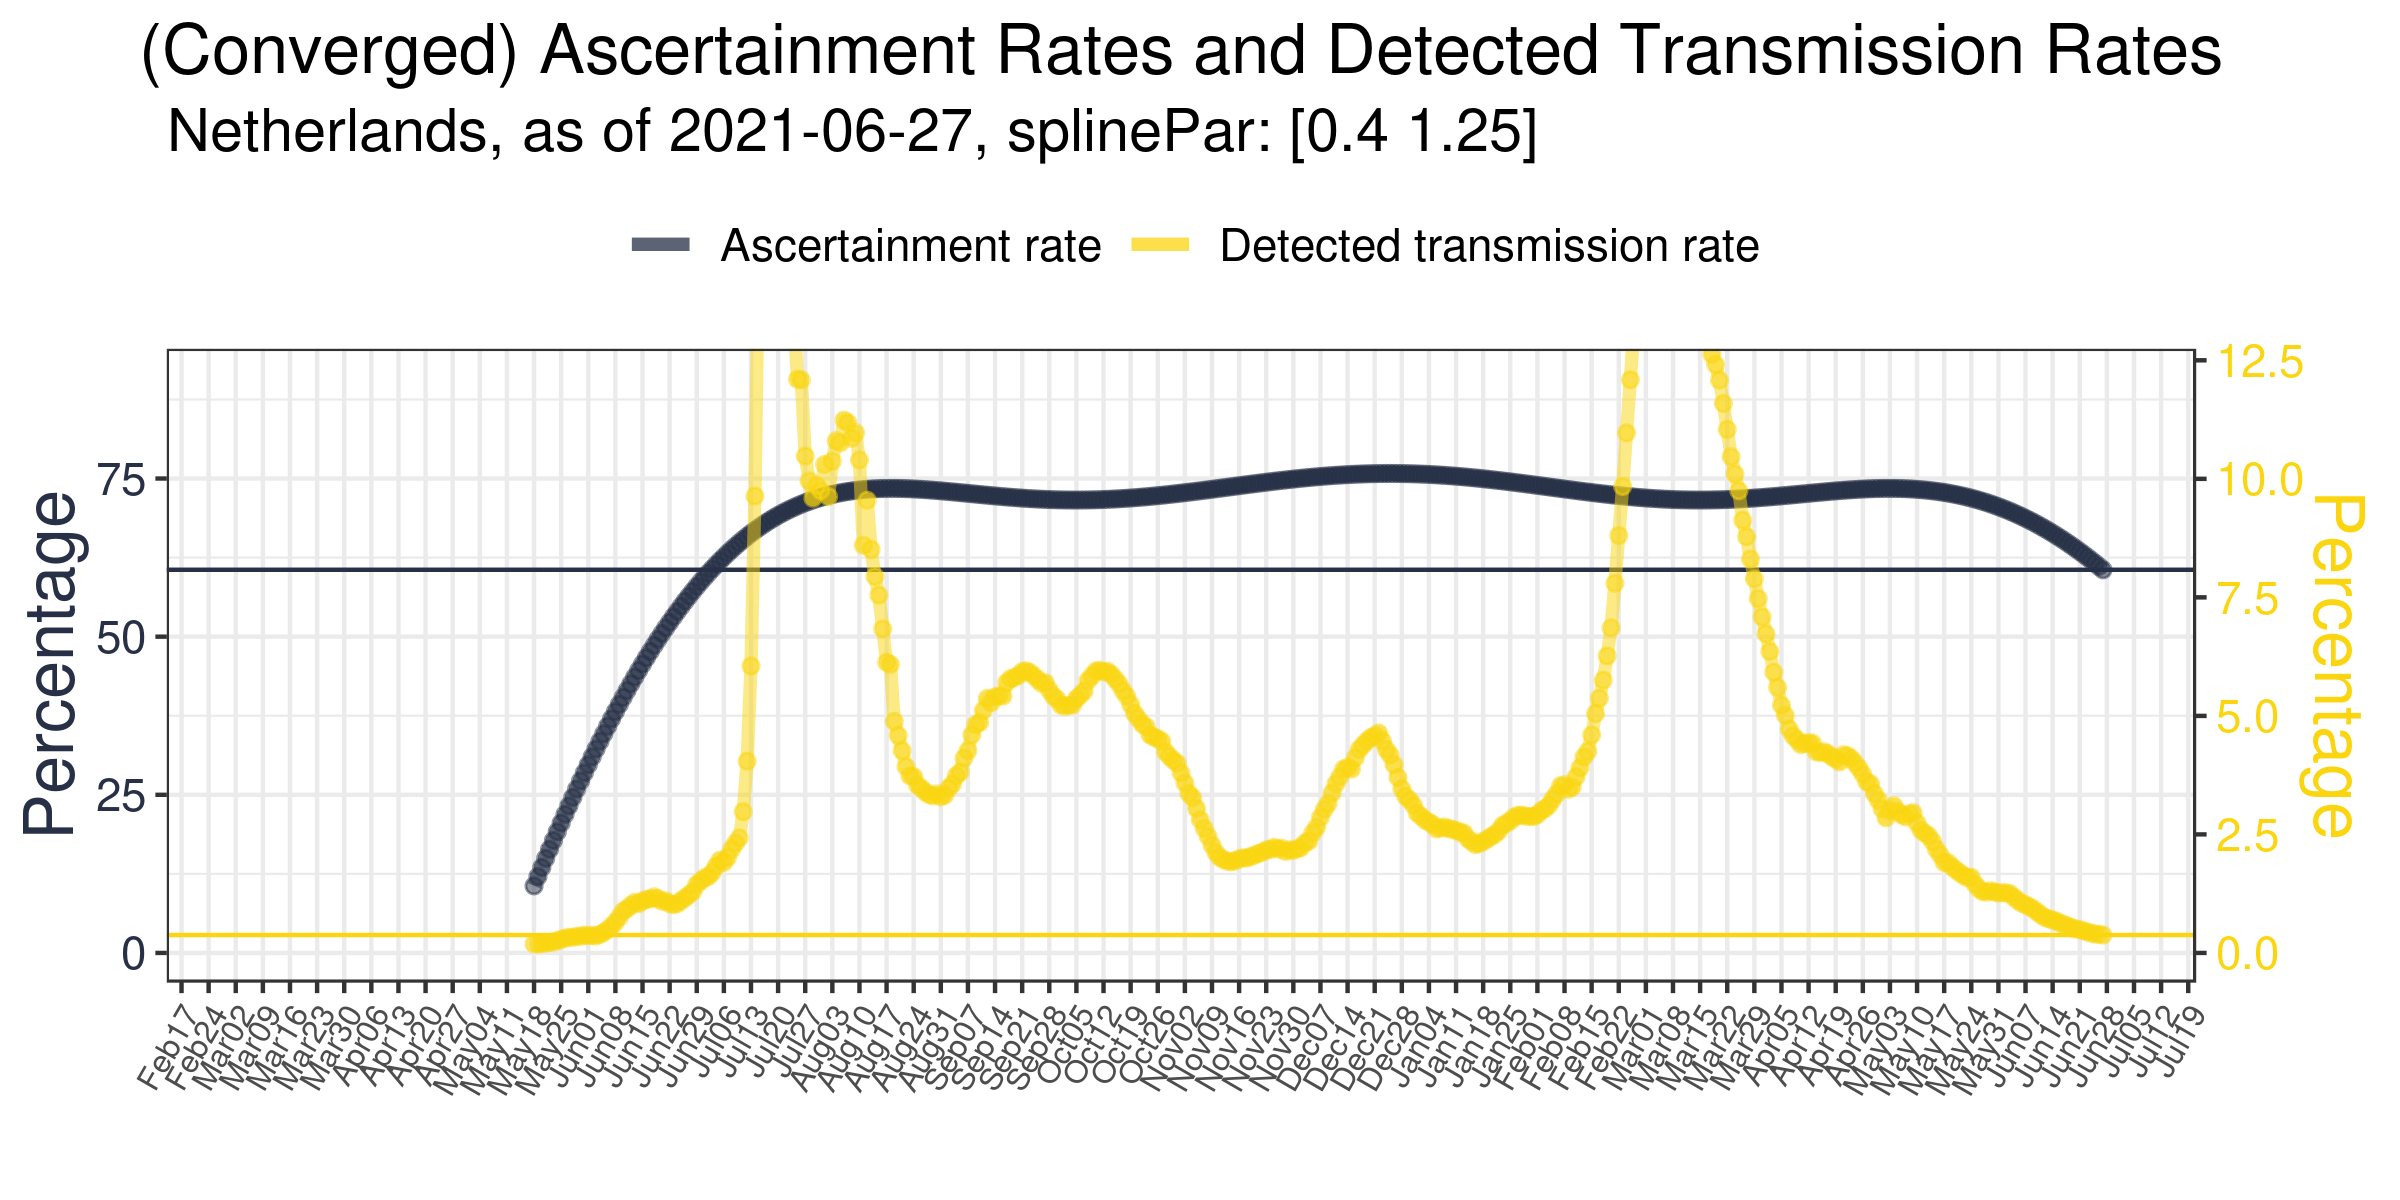 (Converged) Ascertainment Rates and Detected Transmission Rates
Netherlands, as of 2021-06-27, splinePar: [0.4 1.25]
Ascertainment rate
Detected transmission rate
Percentage
75
50
25
0
12.5
10.0
7.5
5.0
2.5
0.0
Percentage
Feb17
Feb24
Mar02
Mar09
Mar16
Mar23
Mar30
Apr06
Apr13
Apr20
Apr27
May04
May11
May18
May25
Jun01
Jun08
Jun15
Jun22
Jun29
Jul06
Jul13
Jul20
Jul27
Aug03
Aug10
Aug17
Aug24
Aug31
Sep07
Sep14
Sep21
Sep28
Oct05
Oct12
Oct19
Oct26
Nov02
Nov09
Nov16
Nov23
Nov30
Dec07
Dec14
Dec21
Dec28
Jan04
Jan11
Jan18
Jan25
Feb01
Feb08
Feb15
Feb22
Mar01
Mar08
Mar15
Mar22
Mar29
Apr05
Apr12
Apr19
Apr26
May03
May10
May17
May24
May31
Jun07
Jun14
Jun21
Jun28
Jul05
Jul12
Jul19